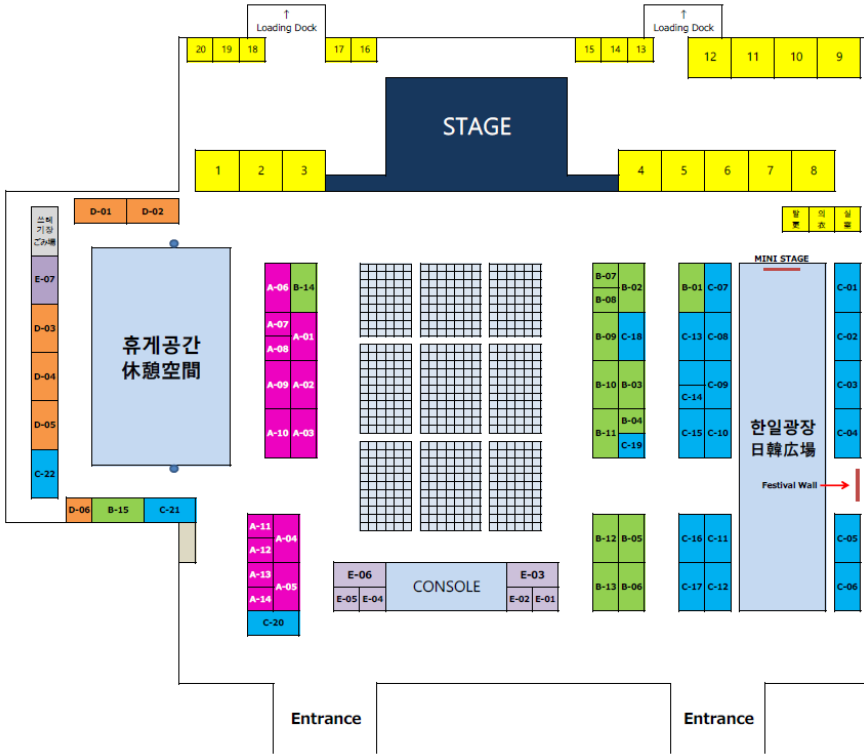 ↑
Loading Dock
↑
Loading Dock
20 19 18
17 16
15 14 13
12 11 10 9
STAGE
1 2 3
4 5 6 7 8
D-01 D-02
쓰레
기장
ごみ場
탈 의 실
更 衣 室
MINI STAGE
E-07
D-03
D-04
D-05
C-22
휴게공간
休憩空間
D-06 B-15 C-21
A-06 B-14
A-07
A-01
A-08
A-09 A-02
A-10 A-03
A-11
A-04
A-12
A-13
A-05
A-14
C-20
E-06
E-05 E-04
CONSOLE
E-03
E-02 E-01
B-07
B-02
B-08
B-09 C-18
B-10 B-03
B-11
B-04
C-19
B-12 B-05
B-13 B-06
B-01 C-07
C-13 C-08
C-09
C-14
C-15 C-10
C-16 C-11
C-17 C-12
한일광장
日韓広場
Festival Wall
C-01
C-02
C-03
C-04
C-05
C-06
Entrance
Entrance